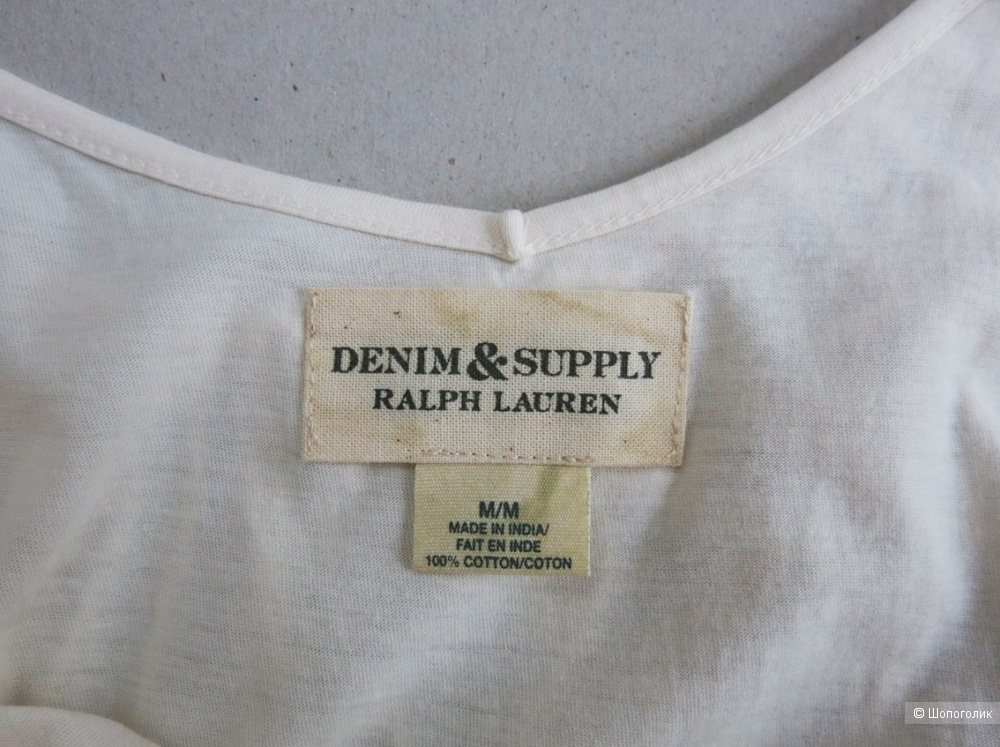 DENIM & SUPPLY
RALPH LAUREN
M/M
MADE IN INDIA/
FAIT EN INDE
100% COTTON/COTON
© Шопоголик